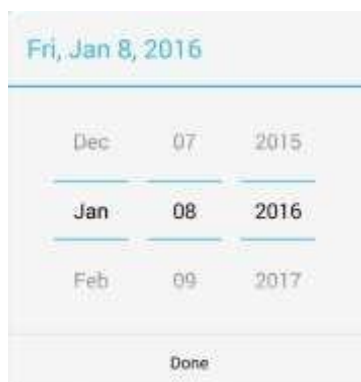 Fri, Jan 8, 2016
Dec 07 2015
Jan 08 2016
Feb 09 2017
Done